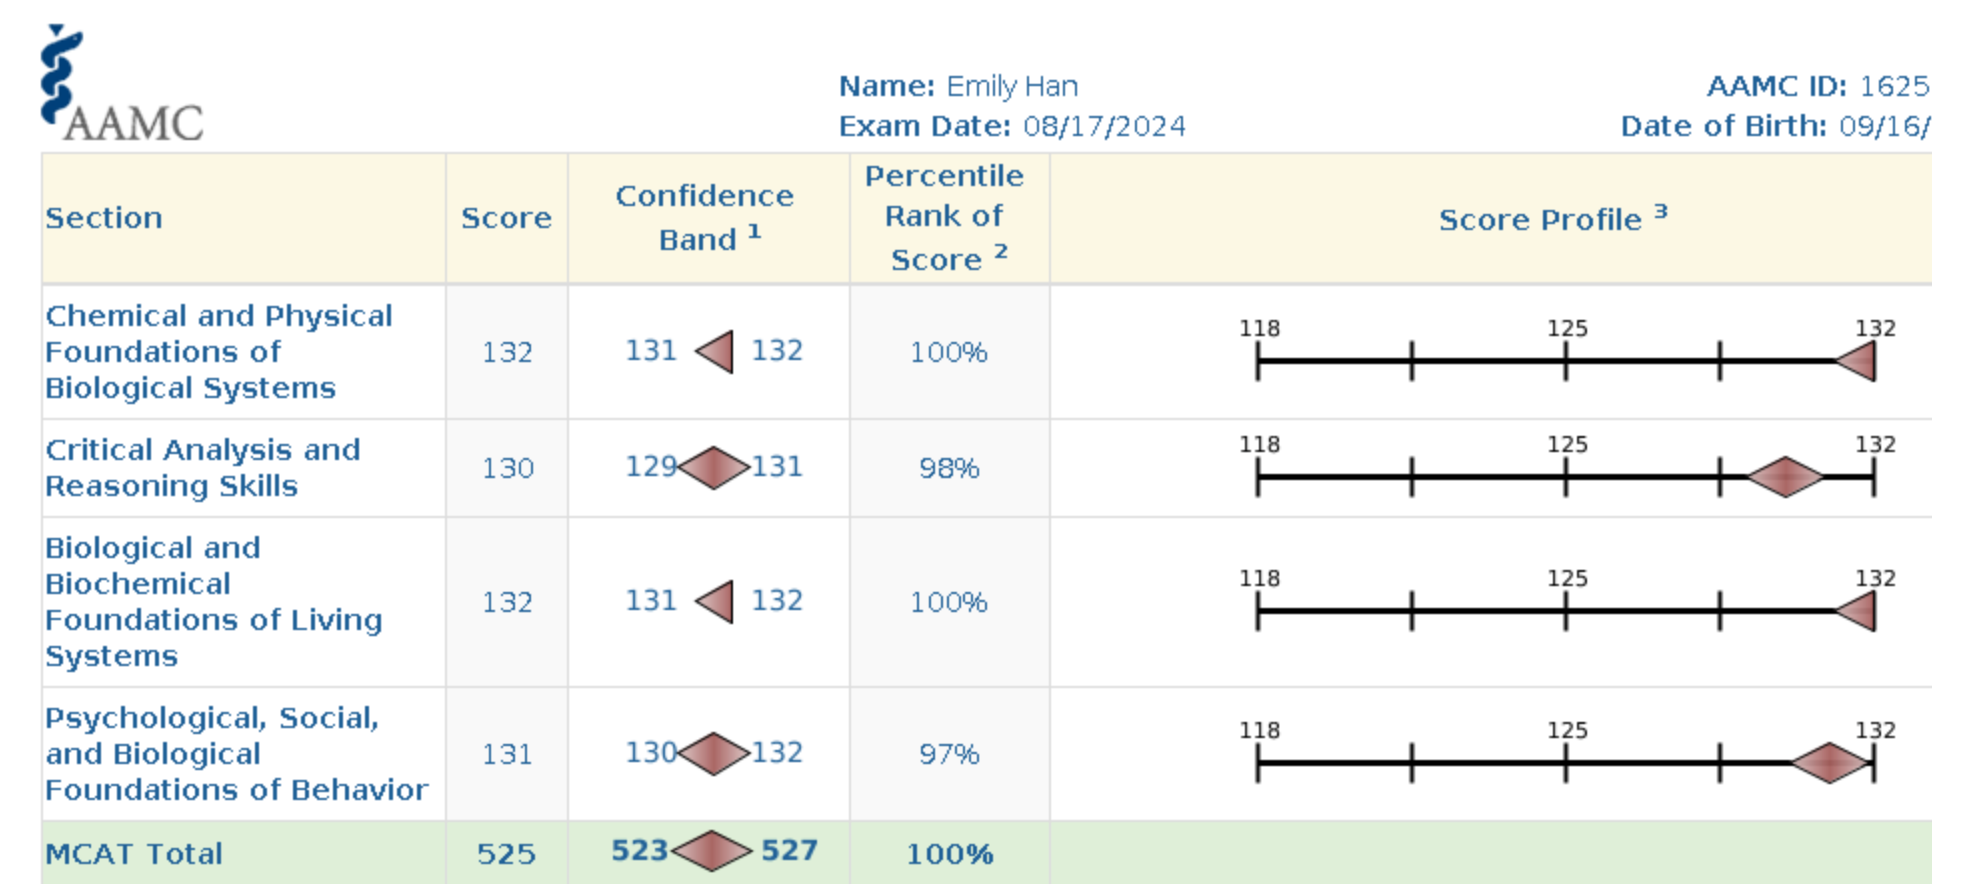 AAMC
Name: Emily Han
AAMC ID: 1625
Exam Date: 08/17/2024
Date of Birth: 09/16/
Section
Score
Confidence
Band 1
Percentile
Rank of
Score 2
Score Profile 3
Chemical and Physical
Foundations of
Biological Systems
132
131 132
100%
118 125 132
Critical Analysis and
Reasoning Skills
130
129 131
98%
118 125 132
Biological and
Biochemical
Foundations of Living
Systems
132
131 132
100%
118 125 132
Psychological, Social,
and Biological
Foundations of Behavior
131
130 132
97%
118 125 132
MCAT Total
525
523 527
100%